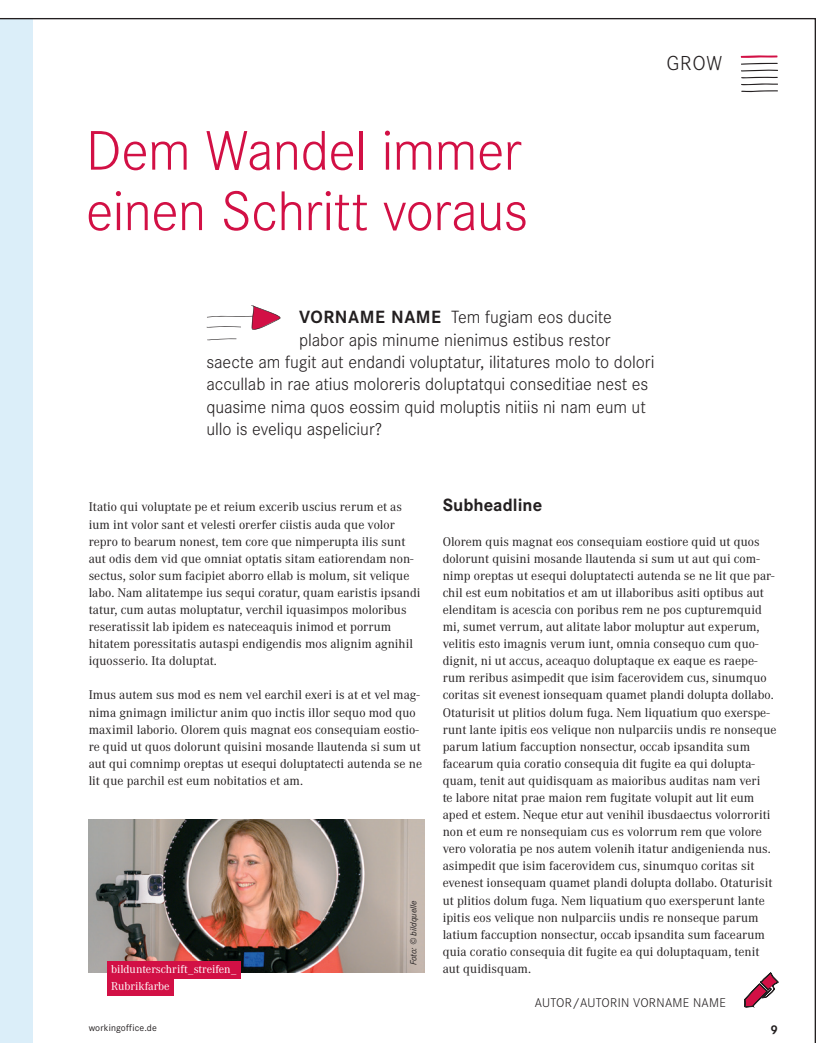 GROW
Dem Wandel immer
einen Schritt voraus
VORNAME NAME Tem fugiam eos ducite
plabor apis minume nienimus estibus restor
saecte am fugit aut endandi voluptatur, ilitatures molo to dolori
accullab in rae atius moloreris doluptatqui conseditiae nest es
quasime nima quos eossim quid moluptis nitiis ni nam eum ut
ullo is eveliqu aspeliciur?
Itatio qui voluptate pe et reium excerib uscius rerum et as
ium int volor sant et velesti orerfer ciistis auda que volor
repro to bearum nonest, tem core que nimperupta ilis sunt
aut odis dem vid que omniat optatis sitam eatiorendam non-
sectus, solor sum facipiet aborro ellab is molum, sit velique
labo. Nam alitatempe ius sequi coratur, quam earistis ipsandi
tatur, cum autas moluptatur, verchil iquasimpos moloribus
reseratissit lab ipidem es nateceaquis inimod et porrum
hitatem poressitatis autaspi endigendis mos alignim agnihil
iquosserio. Ita doluptat.
Imus autem sus mod es nem vel earchil exeri is at et vel mag-
nima gnimagn imilictur anim quo inctis illor sequo mod quo
maximil laborio. Olorem quis magnat eos consequiam eostio-
re quid ut quos dolorunt quisini mosande llautenda si sum ut
aut qui comnimp oreptas ut esequi doluptatecti autenda se ne
lit que parchil est eum nobitatios et am.
Foto: © bildquelle
bildunterschrift_streifen_
Rubrikfarbe
Subheadline
Olorem quis magnat eos consequiam eostiore quid ut quos
dolorunt quisini mosande llautenda si sum ut aut qui com-
nimp oreptas ut esequi doluptatecti autenda se ne lit que par-
chil est eum nobitatios et am ut illaboribus asiti optibus aut
elenditam is acescia con poribus rem ne pos cupturemquid
mi, sumet verrum, aut alitate labor moluptur aut experum,
velitis esto imagnis verum iunt, omnia consequo cum quo-
dignit, ni ut accus, aceaquo doluptaque ex eaque es raepe-
rum reribus asimpedit que isim facerovidem cus, sinumquo
coritas sit evenest ionsequam quamet plandi dolupta dollabo.
Otaturisit ut plitios dolum fuga. Nem liquatium quo exerspe-
runt lante ipitis eos velique non nulparciis undis re nonseque
parum latium faccuption nonsectur, occab ipsandita sum
facearum quia coratio consequia dit fugite ea qui dolupta-
quam, tenit aut quidisquam as maioribus auditas nam veri
te labore nitat prae maion rem fugitate volupit aut lit eum
aped et estem. Neque etur aut venihil ibusdaectus volorroriti
non et eum re nonsequiam cus es volorrum rem que volore
vero voloratia pe nos autem volenih itatur andigenienda nus.
asimpedit que isim facerovidem cus, sinumquo coritas sit
evenest ionsequam quamet plandi dolupta dollabo. Otaturisit
ut plitios dolum fuga. Nem liquatium quo exersperunt lante
ipitis eos velique non nulparciis undis re nonseque parum
latium faccuption nonsectur, occab ipsandita sum facearum
quia coratio consequia dit fugite ea qui doluptaquam, tenit
aut quidisquam.
AUTOR/AUTORIN VORNAME NAME
workingoffice.de
9